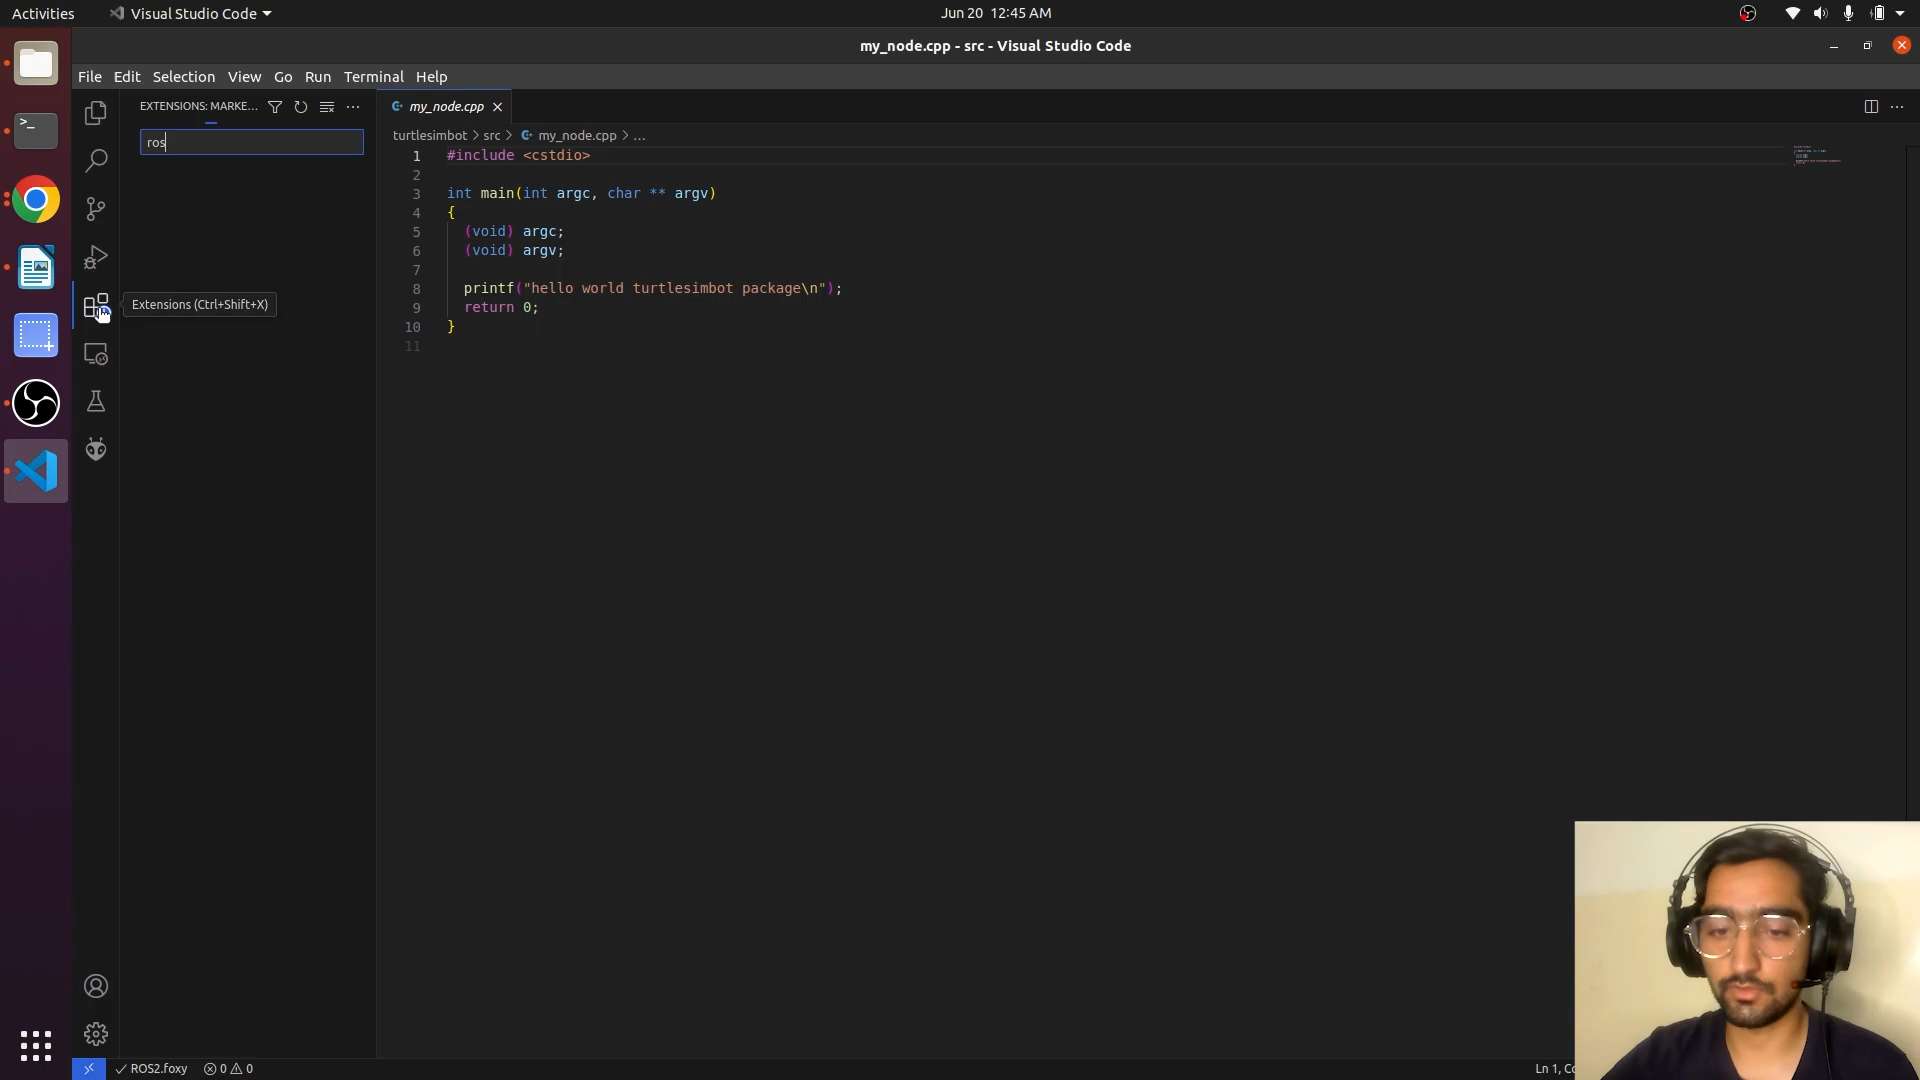 Activities
Visual Studio Code
Jun 20 12:45 AM
my_node.cpp - src - Visual Studio Code
File Edit Selection View Go Run Terminal Help
EXTENSIONS: MARKE...
ros
Extensions (Ctrl+Shift+X)
my_node.cpp
turtlesimbot > src > my_node.cpp > ...
1 #include <cstdio>
2
3 int main(int argc, char ** argv)
4 {
5 (void) argc;
6 (void) argv;
7
8 printf("hello world turtlesimbot package\n");
9 return 0;
10 }
11
ROS2.foxy 0 0
Ln 1, Co